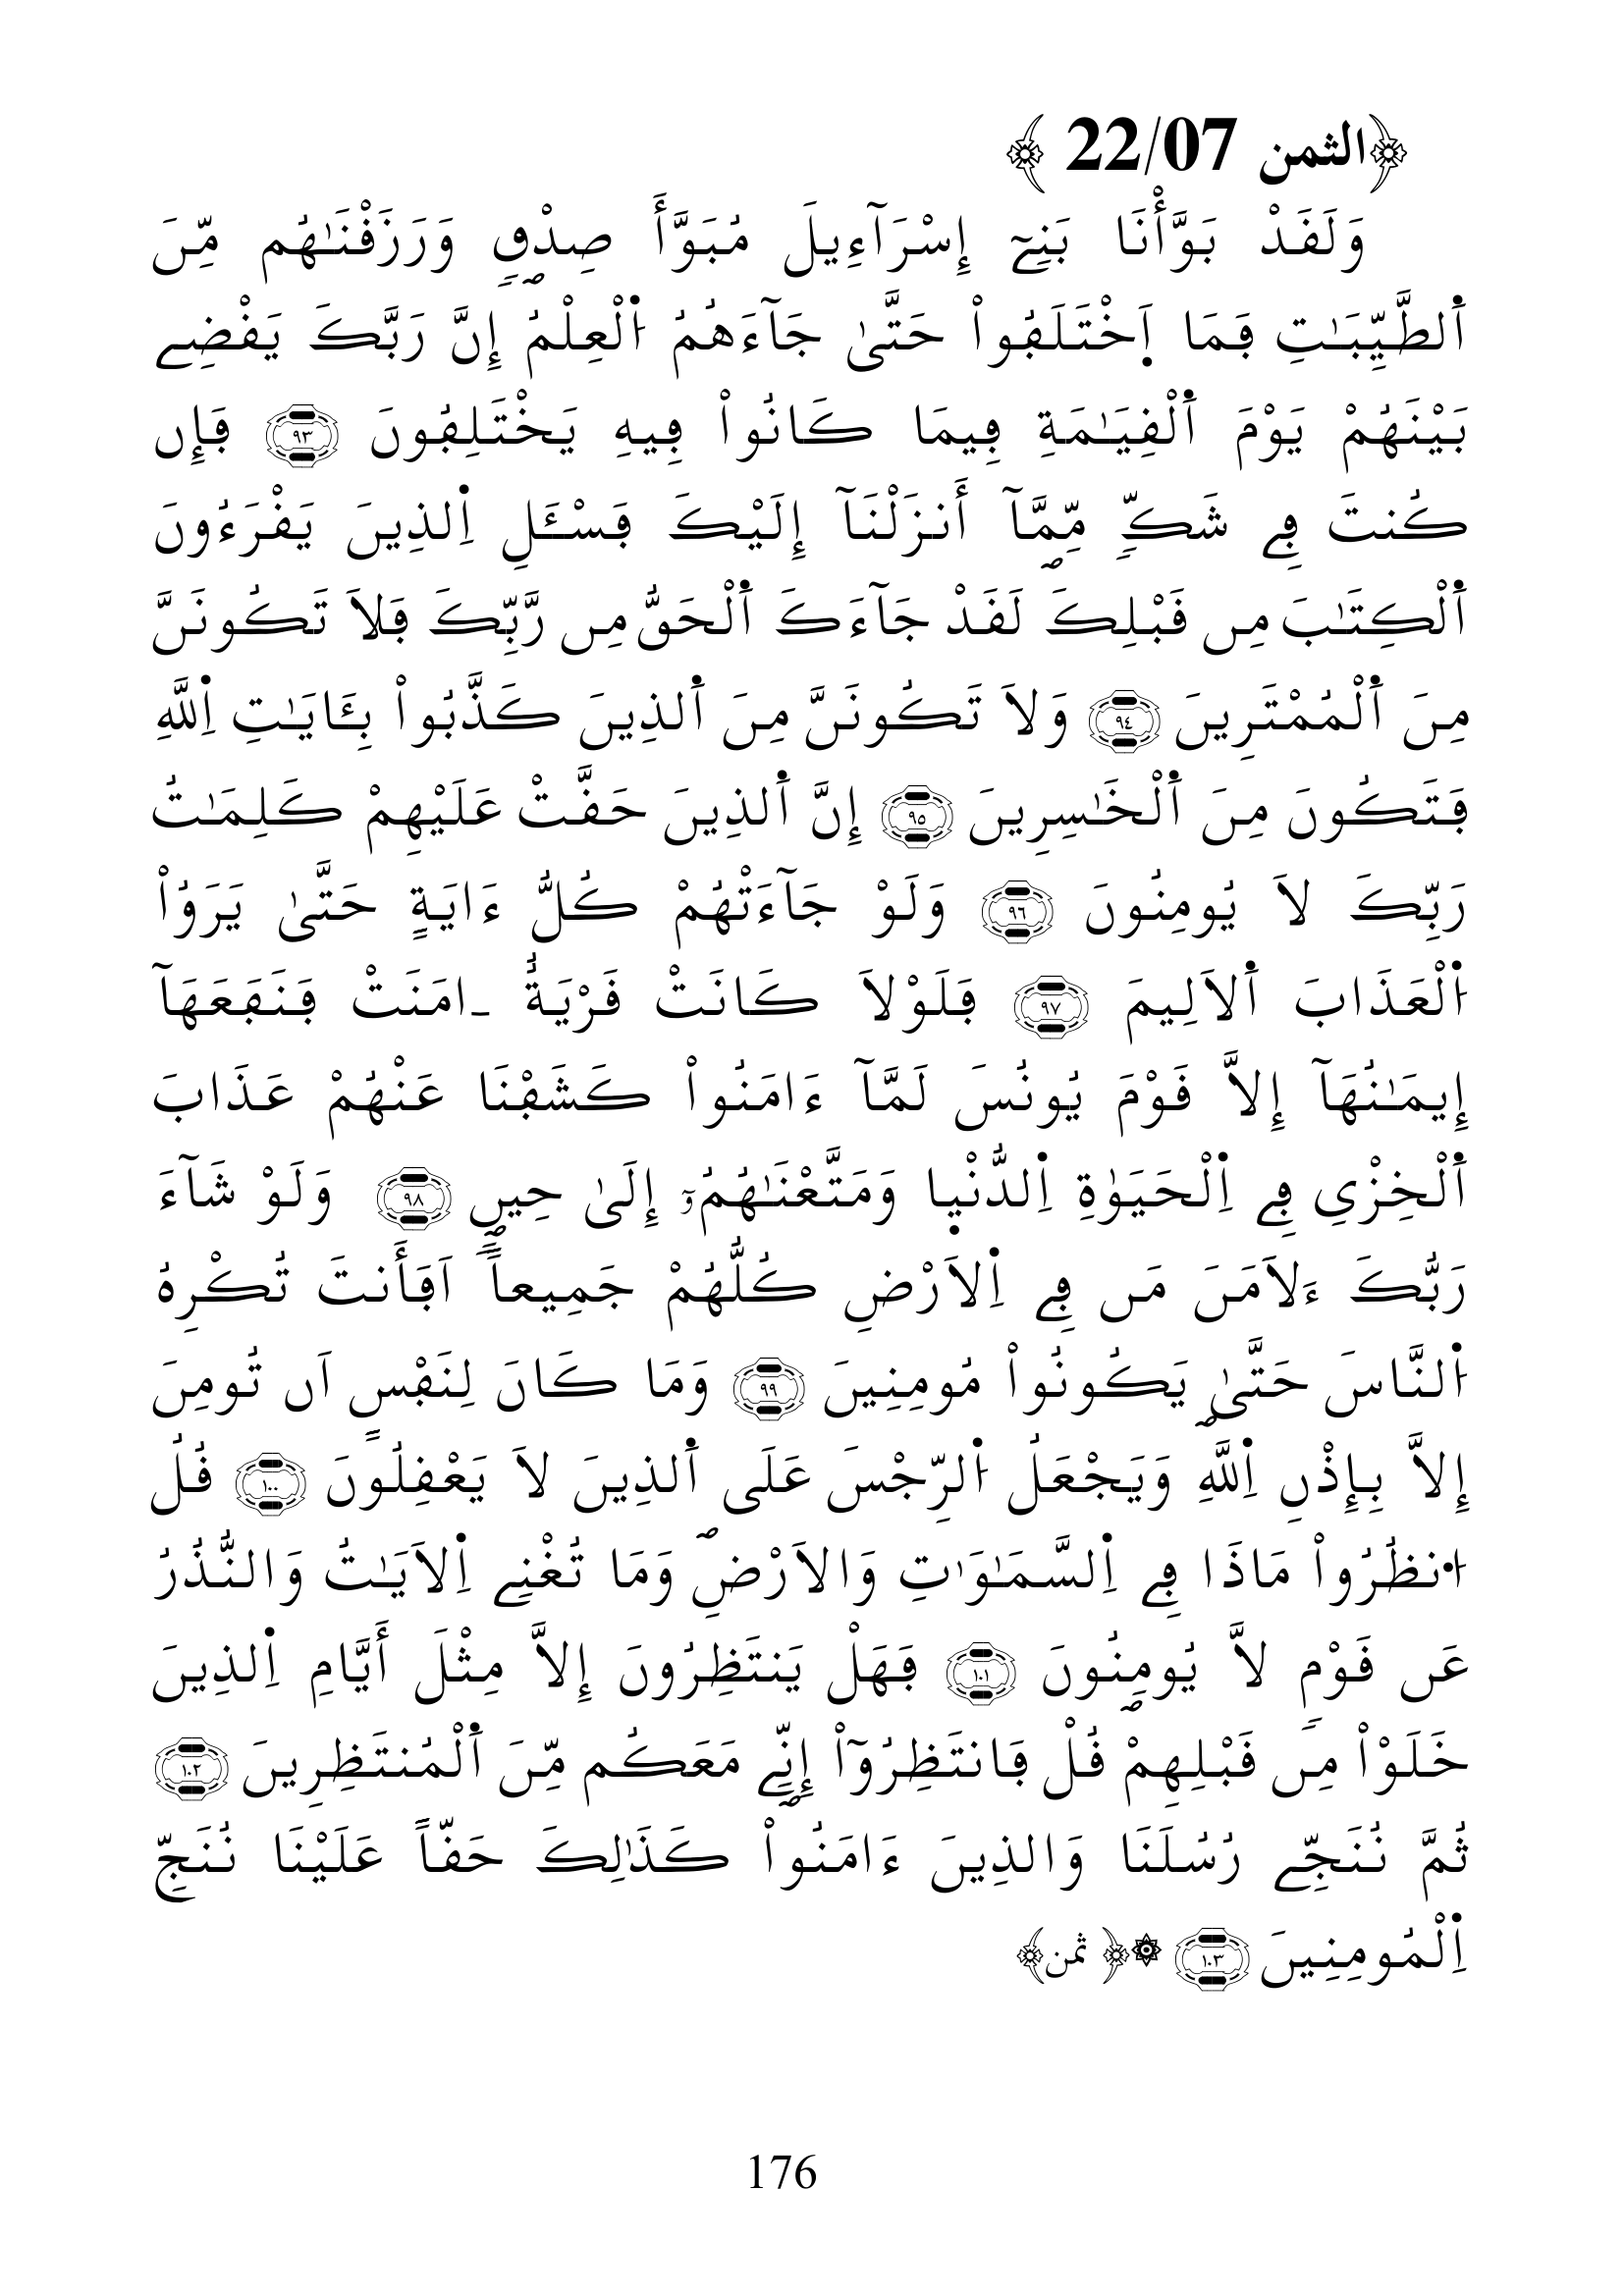 ﴿الثمن 22/07 ﴾
وَلَفَدْ بَوَّأْنَا بَنِےٓ إِسْرَآءِيلَ مُبَوَّأَ صِدْقٖ وَرَزَفْنَٰهُم مِّنَ
اَ۬لطَّيِّبَٰتِ فَمَا اَ۪خْتَلَفُواْ حَتَّىٰ جَآءَهُمُ اُ۬لْعِلْمُ إِنَّ رَبَّكَ يَفْضِے
بَيْنَهُمْ يَوْمَ اَ۬لْفِيَٰمَةِ فِيمَا كَانُواْ فِيهِ يَخْتَلِفُونَ ٩٣ فَإِن
كُنتَ فِے شَكّٖ مِّمَّآ أَنزَلْنَآ إِلَيْكَ فَسْـَٔلِ اِ۬لذِينَ يَفْرَءُونَ
اَ۬لْكِتَٰبَ مِن فَبْلِكَ لَفَدْ جَآءَكَ اَ۬لْحَقُّ مِن رَّبِّكَ فَلاَ تَكُونَنَّ
مِنَ اَ۬لْمُمْتَرِينَ ٩٤ وَلاَ تَكُونَنَّ مِنَ اَ۬لذِينَ كَذَّبُواْ بِـَٔايَٰتِ اِ۬للَّهِ
فَتَكُونَ مِنَ اَ۬لْخَٰسِرِينَ ٩٥ إِنَّ اَ۬لذِينَ حَفَّتْ عَلَيْهِمْ كَلِمَٰتُ
رَبِّكَ لاَ يُومِنُونَ ٩٦ وَلَوْ جَآءَتْهُمْ كُلُّ ءَايَةٍ حَتَّىٰ يَرَوُاْ
اُ۬لْعَذَابَ اَ۬لاَلِيمَ ٩٧ فَلَوْلاَ كَانَتْ فَرْيَةٌ ـ امَنَتْ فَنَفَعَهَآ
إِيمَٰنُهَآ إِلاَّ فَوْمَ يُونُسَ لَمَّآ ءَامَنُواْ كَشَفْنَا عَنْهُمْ عَذَابَ
اَ۬لْخِزْيِ فِے اِ۬لْحَيَوٰةِ اِ۬لدُّنْي۪ا وَمَتَّعْنَٰهُمُۥٓ إِلَىٰ حِينٖ ٩٨ وَلَوْ شَآءَ
رَبُّكَ ءَلاَمَنَ مَن فِے اِ۬لاَرْضِ كُلُّهُمْ جَمِيعاًۖ اَفَأَنتَ تُكْرِهُ
اُ۬لنَّاسَ حَتَّىٰ يَكُونُواْ مُومِنِينَ ٩٩ وَمَا كَانَ لِنَفْسٍ اَن تُومِنَ
إِلاَّ بِإِذْنِ اِ۬للَّهِ وَيَجْعَلُ اُ۬لرِّجْسَ عَلَى اَ۬لذِينَ لاَ يَعْفِلُونَ ١٠٠ فُلُ
اُ۟نظُرُواْ مَاذَا فِے اِ۬لسَّمَٰوَٰتِ وَالاَرْضِۖ وَمَا تُغْنِے اِ۬لاَيَٰتُ وَالنُّذُرُ
عَن فَوْمٖ لاَّ يُومِنُونَ ١٠١ فَهَلْ يَنتَظِرُونَ إِلاَّ مِثْلَ أَيَّامِ اِ۬لذِينَ
خَلَوْاْ مِن فَبْلِهِمْ فُلْ فَانتَظِرُوٓاْ إِنِّے مَعَكُم مِّنَ اَ۬لْمُنتَظِرِينَ ١٠٢
ثُمَّ نُنَجِّے رُسُلَنَا وَالذِينَ ءَامَنُواْ كَذَٰلِكَ حَفّاً عَلَيْنَا نُنَجِّ
اِ۬لْمُومِنِينَ ١٠٣ ۞﴿ ثمن﴾
176